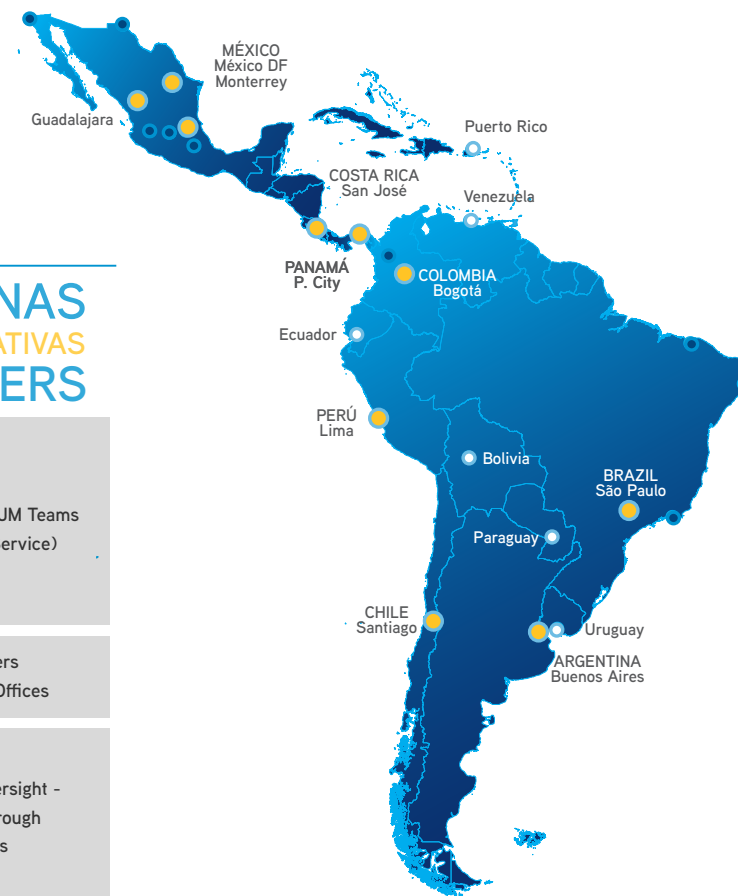 MÉXICO
México DF
Monterrey
Guadalajara
Puerto Rico
COSTA RICA
San José
Venezuela
PANAMÁ
P. City
COLOMBIA
Bogotá
Ecuador
PERÚ
Lima
Bolivia
BRAZIL
São Paulo
Paraguay
CHILE
Santiago
Uruguay
ARGENTINA
Buenos Aires
NAS
ATIVAS
ERS
UM Teams
Service)
ers
Offices
ersight -
rough
s